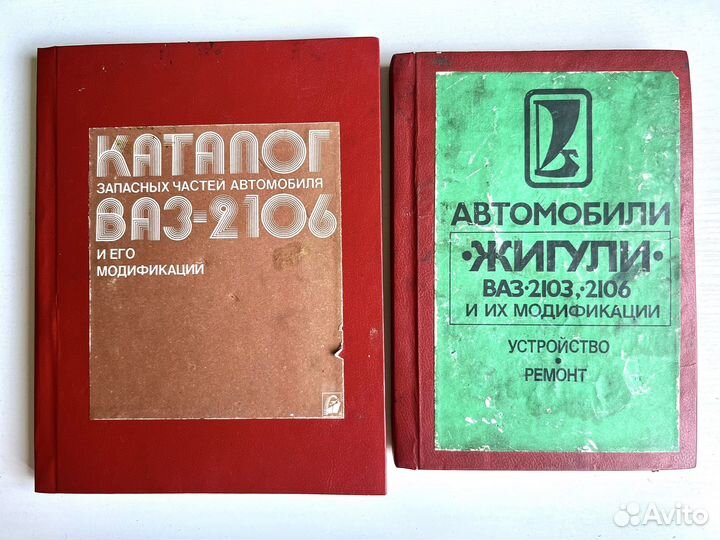 КАТАЛОГ
ЗАПАСНЫХ ЧАСТЕЙ АВТОМОБИЛЯ
ВАЗ-2106
И ЕГО
МОДИФИКАЦИЙ
АВТОМОБИЛИ
·ЖИГУЛИ·
ВАЗ·2103,·2106
И ИХ МОДИФИКАЦИИ
УСТРОЙСТВО
•
РЕМОНТ
Avito